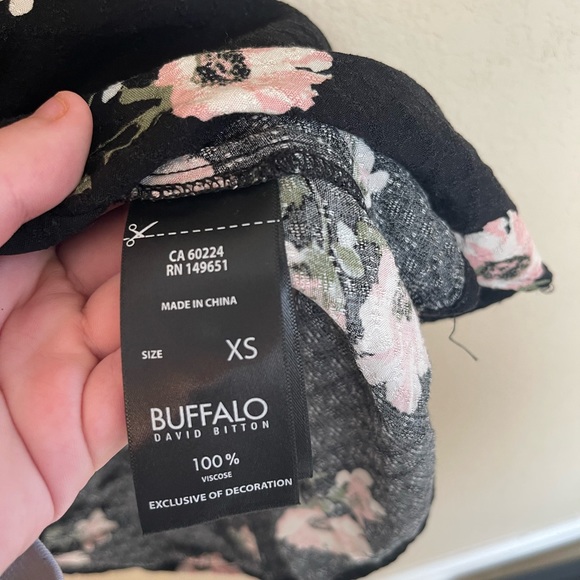 CA 60224
RN 149651
MADE IN CHINA
SIZE XS
BUFFALO
DAVID BITTON
100%
VISCOSE
EXCLUSIVE OF DECORATION